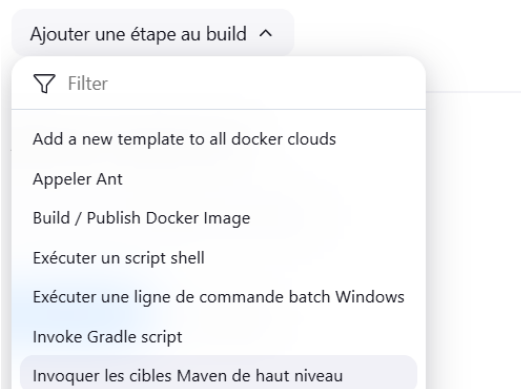 Ajouter une étape au build
Filter
Add a new template to all docker clouds
Appeler Ant
Build / Publish Docker Image
Exécuter un script shell
Exécuter une ligne de commande batch Windows
Invoke Gradle script
Invoquer les cibles Maven de haut niveau